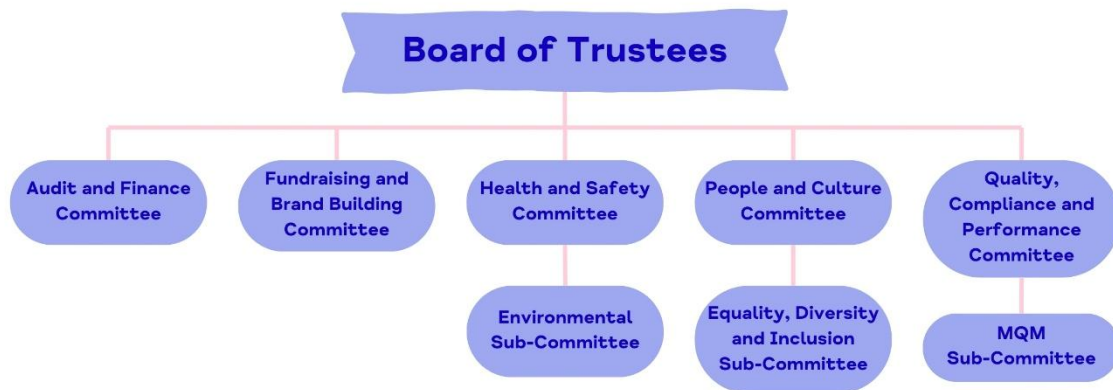 Board of Trustees
Audit and Finance
Committee
Fundraising and
Brand Building
Committee
Health and Safety
Committee
People and Culture
Committee
Quality,
Compliance and
Performance
Committee
Environmental
Sub-Committee
Equality, Diversity
and Inclusion
Sub-Committee
MQM
Sub-Committee